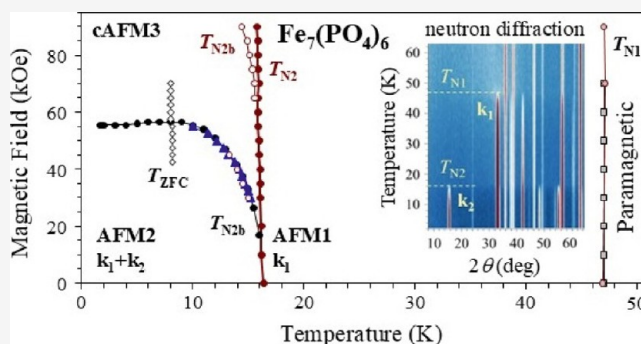 cAFM3
T_N2b
Fe₇(PO₄)₆
T_N2
neutron diffraction
T_N1
T_N1
k₁
T_N2
k₂
Temperature (K)
60
50
40
30
20
10
10 20 30 40 50 60
2θ(deg)
Paramagnetic
T_ZFC
T_N2b
AFM2
k₁+k₂
AFM1
k₁
Magnetic Field (kOe)
80
60
40
20
0
0 10 20 30 40 50
Temperature (K)